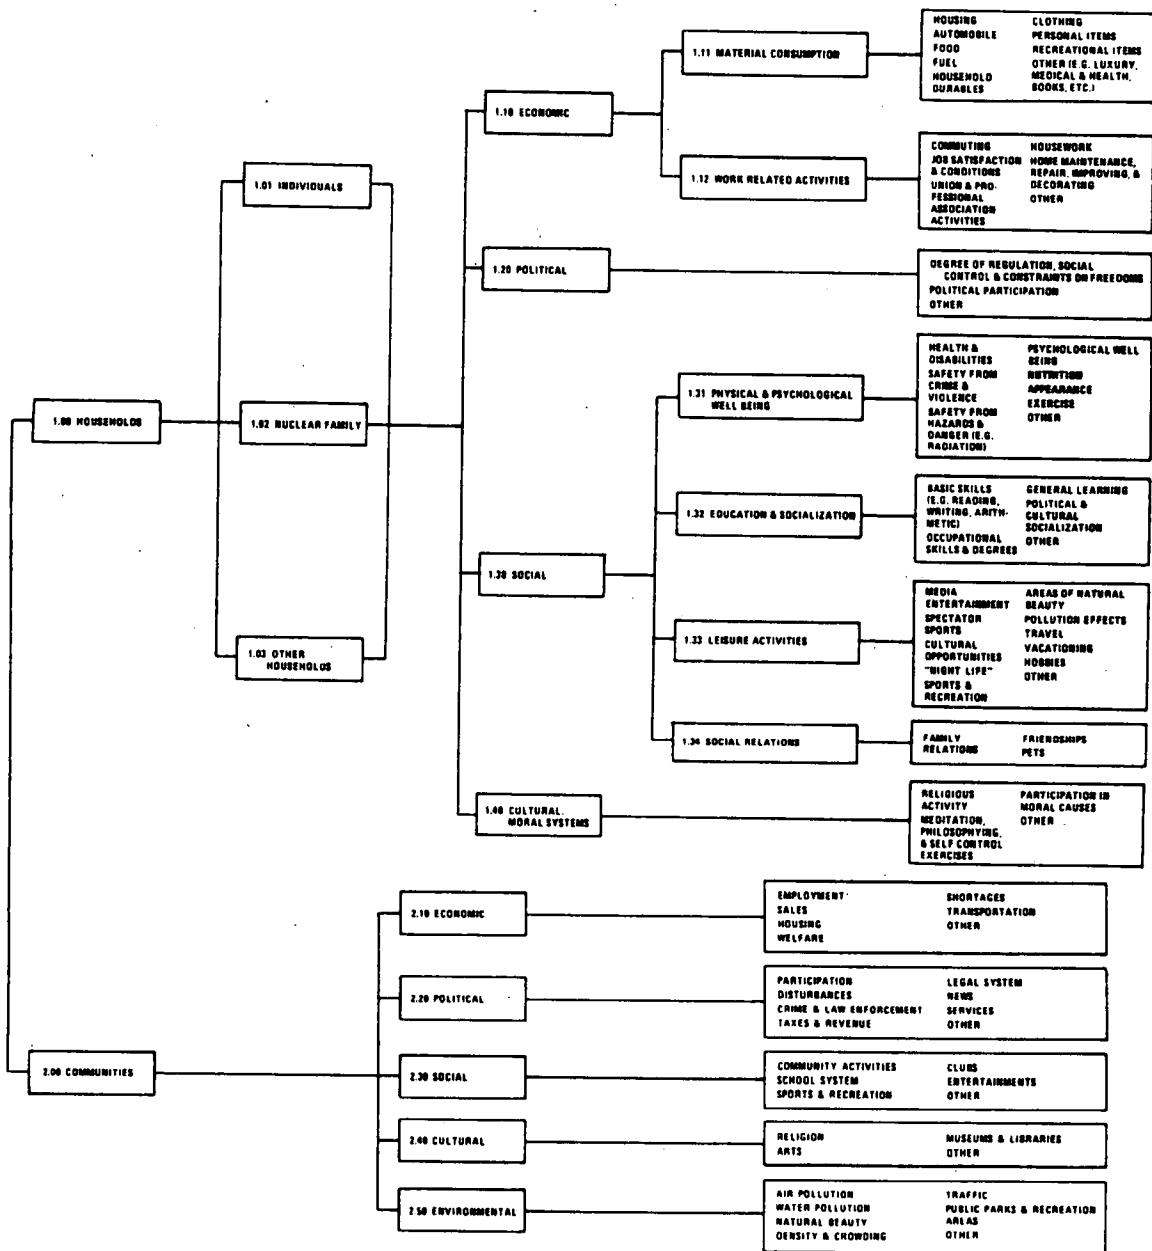 HOUSING
AUTOMOBILE
FOOD
FUEL
HOUSEHOLD
DURABLES
CLOTHING
PERSONAL ITEMS
RECREATIONAL ITEMS
OTHER (E.G. LUXURY,
MEDICAL & HEALTH,
BOOKS, ETC.)
1.11 MATERIAL CONSUMPTION
1.10 ECONOMIC
1.12 WORK RELATED ACTIVITIES
COMMUTING
JOB SATISFACTION
& CONDITIONS
UNION & PRO-
FESSIONAL
ASSOCIATION
ACTIVITIES
HOUSEWORK
HOME MAINTENANCE,
REPAIR, IMPROVING, &
DECORATING
OTHER
1.01 INDIVIDUALS
1.20 POLITICAL
DEGREE OF REGULATION, SOCIAL
CONTROL & CONSTRAINTS ON FREEDOMS
POLITICAL PARTICIPATION
OTHER
1.00 HOUSEHOLDS
1.02 NUCLEAR FAMILY
1.31 PHYSICAL & PSYCHOLOGICAL
WELL BEING
HEALTH &
DISABILITIES
SAFETY FROM
CRIME &
VIOLENCE
SAFETY FROM
HAZARDS &
DANGER (E.G.
RADIATION)
PSYCHOLOGICAL WELL
BEING
NUTRITION
APPEARANCE
EXERCISE
OTHER
1.32 EDUCATION & SOCIALIZATION
BASIC SKILLS
(E.G. READING,
WRITING, ARITH-
METIC)
OCCUPATIONAL
SKILLS & DEGREES
GENERAL LEARNING
POLITICAL &
CULTURAL
SOCIALIZATION
OTHER
1.30 SOCIAL
1.03 OTHER
HOUSEHOLDS
1.33 LEISURE ACTIVITIES
MEDIA
ENTERTAINMENT
SPECTATOR
SPORTS
CULTURAL
OPPORTUNITIES
"NIGHT LIFE"
SPORTS &
RECREATION
AREAS OF NATURAL
BEAUTY
POLLUTION EFFECTS
TRAVEL
VACATIONING
HOBBIES
OTHER
1.34 SOCIAL RELATIONS
FAMILY
RELATIONS
FRIENDSHIPS
PETS
1.40 CULTURAL,
MORAL SYSTEMS
RELIGIOUS
ACTIVITY
MEDITATION,
PHILOSOPHYING,
& SELF CONTROL
EXERCISES
PARTICIPATION IN
MORAL CAUSES
OTHER
2.10 ECONOMIC
EMPLOYMENT
SALES
HOUSING
WELFARE
SHORTAGES
TRANSPORTATION
OTHER
2.20 POLITICAL
PARTICIPATION
DISTURBANCES
CRIME & LAW ENFORCEMENT
TAXES & REVENUE
LEGAL SYSTEM
NEWS
SERVICES
OTHER
2.00 COMMUNITIES
2.30 SOCIAL
COMMUNITY ACTIVITIES
SCHOOL SYSTEM
SPORTS & RECREATION
CLUBS
ENTERTAINMENTS
OTHER
2.40 CULTURAL
RELIGION
ARTS
MUSEUMS & LIBRARIES
OTHER
2.50 ENVIRONMENTAL
AIR POLLUTION
WATER POLLUTION
NATURAL BEAUTY
DENSITY & CROWDING
TRAFFIC
PUBLIC PARKS & RECREATION
AREAS
OTHER